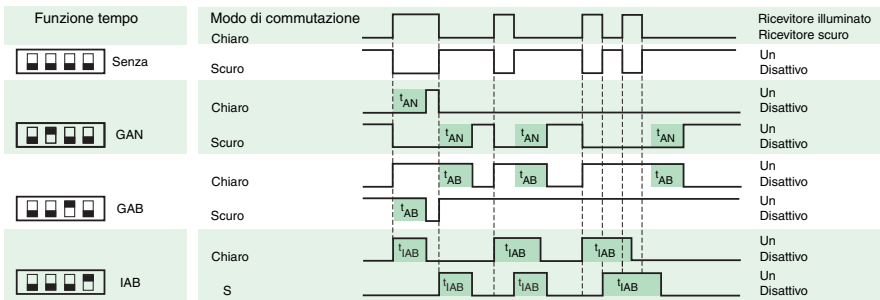 Funzione tempo
Modo di commutazione
Chiaro
Ricevitore illuminato
Ricevitore scuro
Senza
Scuro
Un
Disattivo
Chiaro
tAN
Un
Disattivo
GAN
Scuro
tAN tAN tAN
Un
Disattivo
Chiaro
tAB tAB tAB
Un
Disattivo
GAB
Scuro
tAB
Un
Disattivo
Chiaro
tIAB tIAB tIAB
Un
Disattivo
IAB
S
tIAB tIAB tIAB
Un
Disattivo